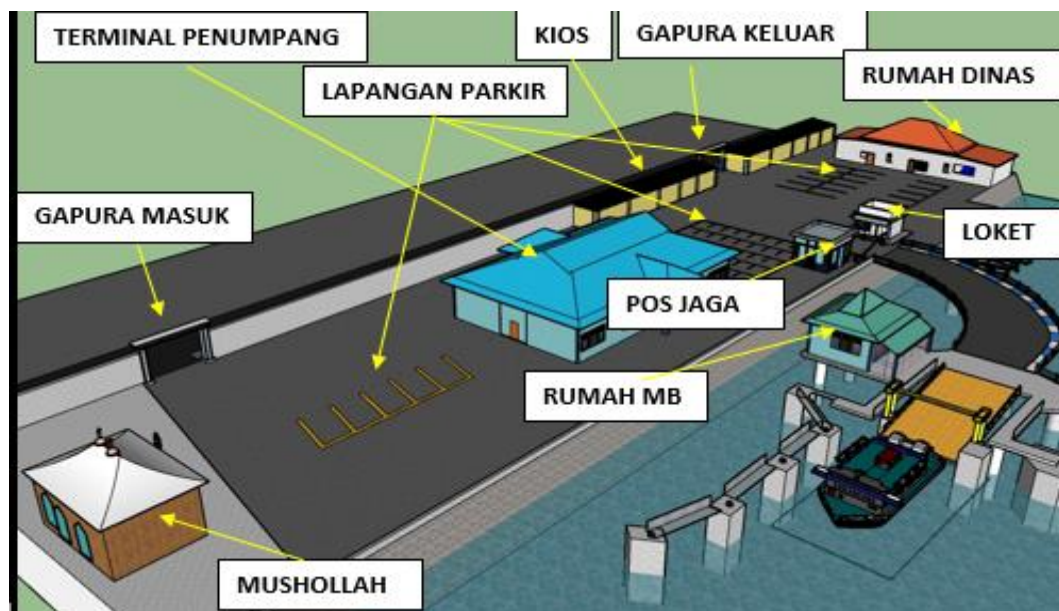 TERMINAL PENUMPANG
KIOS
GAPURA KELUAR
RUMAH DINAS
LAPANGAN PARKIR
GAPURA MASUK
LOKET
POS JAGA
RUMAH MB
MUSHOLLAH